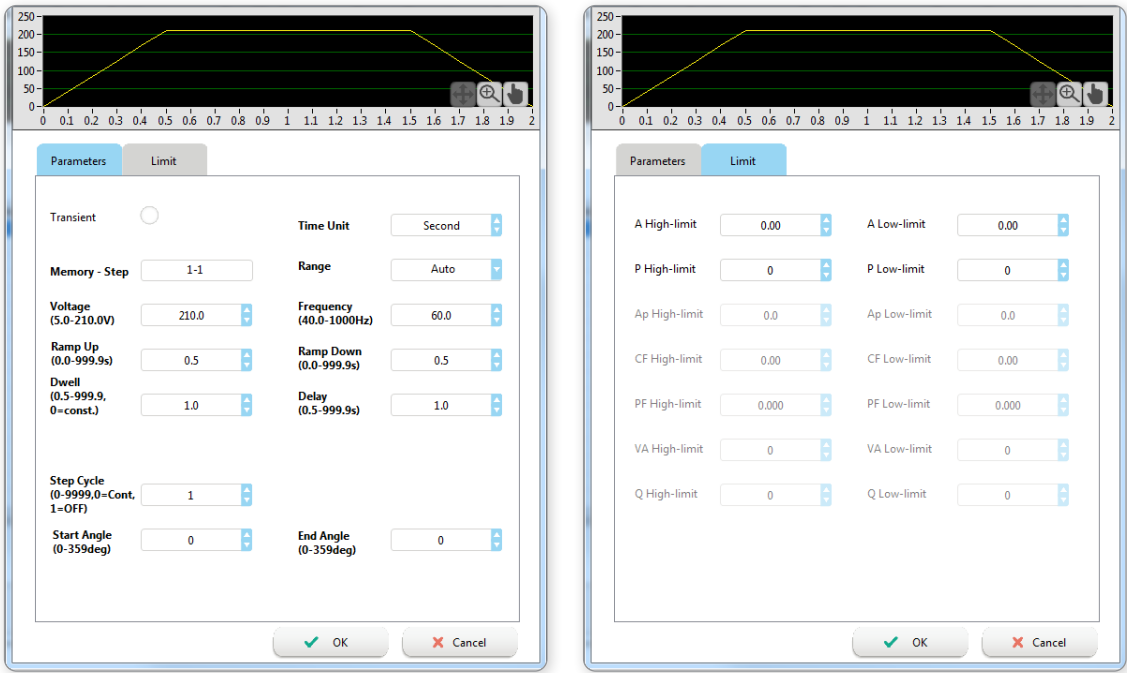 250
200
150
100
50
0
0 0.1 0.2 0.3 0.4 0.5 0.6 0.7 0.8 0.9 1 1.1 1.2 1.3 1.4 1.5 1.6 1.7 1.8 1.9 2
Parameters Limit
Transient
Time Unit Second
Memory - Step 1-1
Range Auto
Voltage
(5.0-210.0V) 210.0
Frequency
(40.0-1000Hz) 60.0
Ramp Up
(0.0-999.9s) 0.5
Ramp Down
(0.0-999.9s) 0.5
Dwell
(0.5-999.9,
0=const.) 1.0
Delay
(0.5-999.9s) 1.0
Step Cycle
(0-9999,0=Cont,
1=OFF) 1
Start Angle
(0-359deg) 0
End Angle
(0-359deg) 0
OK Cancel
250
200
150
100
50
0
0 0.1 0.2 0.3 0.4 0.5 0.6 0.7 0.8 0.9 1 1.1 1.2 1.3 1.4 1.5 1.6 1.7 1.8 1.9 2
Parameters Limit
A High-limit 0.00 A Low-limit 0.00
P High-limit 0 P Low-limit 0
Ap High-limit 0.0 Ap Low-limit 0.0
CF High-limit 0.00 CF Low-limit 0.00
PF High-limit 0.000 PF Low-limit 0.000
VA High-limit 0 VA Low-limit 0
Q High-limit 0 Q Low-limit 0
OK Cancel